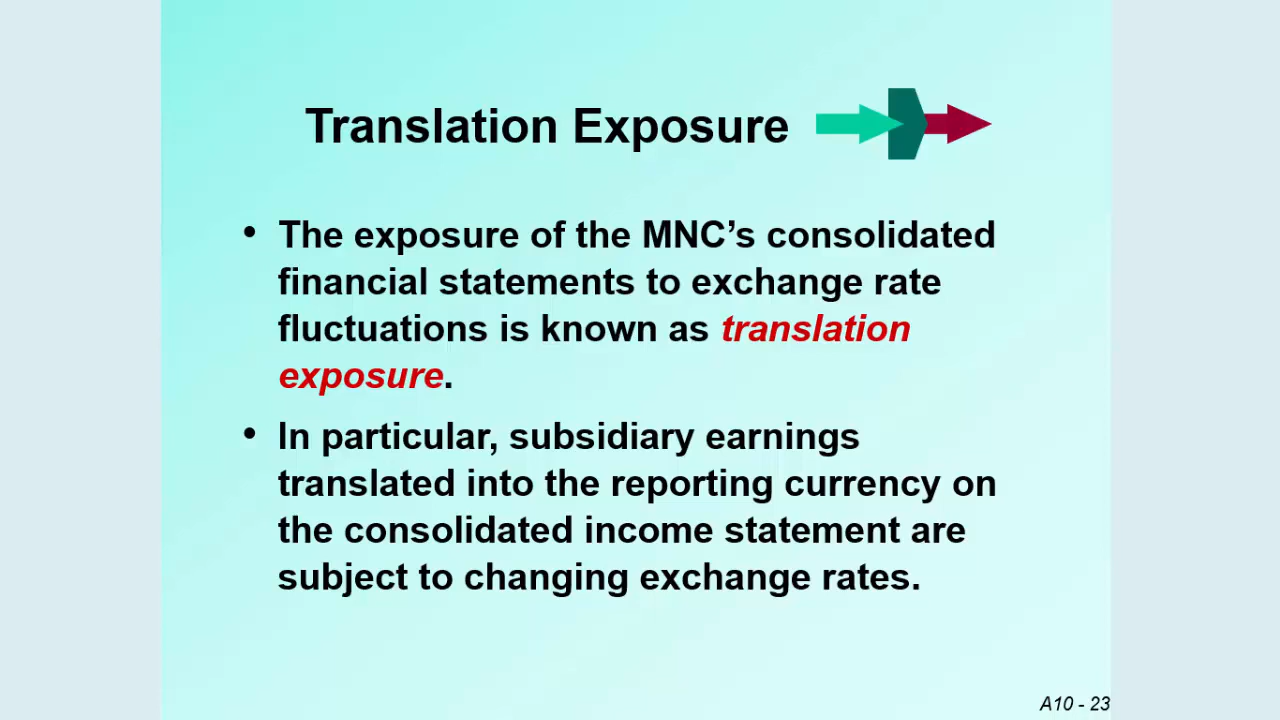 Translation Exposure
• The exposure of the MNC’s consolidated
financial statements to exchange rate
fluctuations is known as translation
exposure.
• In particular, subsidiary earnings
translated into the reporting currency on
the consolidated income statement are
subject to changing exchange rates.
A10 - 23